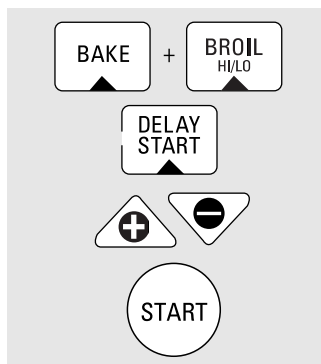 BAKE + BROIL
HI/LO
DELAY
START
+ -
START